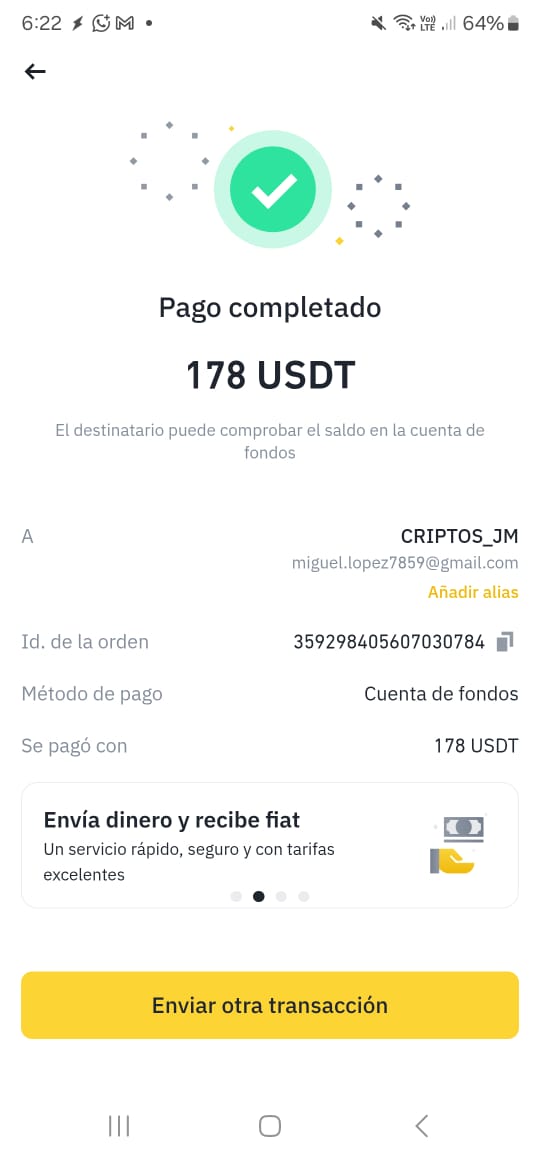 6:22
Vo))
LTE
64%
Pago completado
178 USDT
El destinatario puede comprobar el saldo en la cuenta de
fondos
A
CRIPTOS_JM
miguel.lopez7859@gmail.com
Añadir alias
Id. de la orden
359298405607030784
Método de pago
Cuenta de fondos
Se pagó con
178 USDT
Envía dinero y recibe fiat
Un servicio rápido, seguro y con tarifas
excelentes
Enviar otra transacción